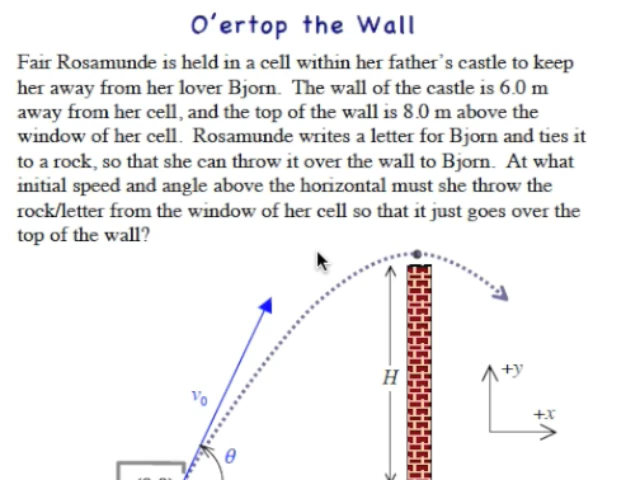 O'ertop the Wall
Fair Rosamunde is held in a cell within her father's castle to keep
her away from her lover Bjorn. The wall of the castle is 6.0 m
away from her cell, and the top of the wall is 8.0 m above the
window of her cell. Rosamunde writes a letter for Bjorn and ties it
to a rock, so that she can throw it over the wall to Bjorn. At what
initial speed and angle above the horizontal must she throw the
rock/letter from the window of her cell so that it just goes over the
top of the wall?
H
+y
v₀
+x
θ